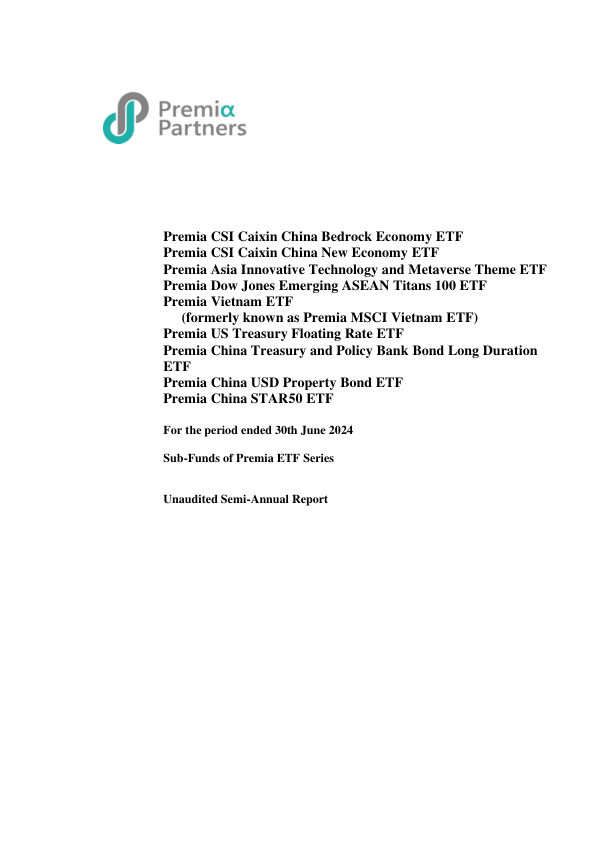 Premiα
Partners
Premia CSI Caixin China Bedrock Economy ETF
Premia CSI Caixin China New Economy ETF
Premia Asia Innovative Technology and Metaverse Theme ETF
Premia Dow Jones Emerging ASEAN Titans 100 ETF
Premia Vietnam ETF
(formerly known as Premia MSCI Vietnam ETF)
Premia US Treasury Floating Rate ETF
Premia China Treasury and Policy Bank Bond Long Duration
ETF
Premia China USD Property Bond ETF
Premia China STAR50 ETF
For the period ended 30th June 2024
Sub-Funds of Premia ETF Series
Unaudited Semi-Annual Report